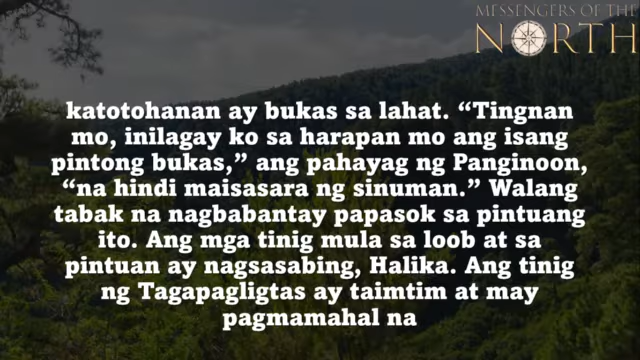 MESSENGERS OF THE
NORTH
katotohanan ay bukas sa lahat. “Tingnan
mo, inilagay ko sa harapan mo ang isang
pintong bukas,” ang pahayag ng Panginoon,
“na hindi maisasara ng sinuman.” Walang
tabak na nagbabantay papasok sa pintuang
ito. Ang mga tinig mula sa loob at sa
pintuan ay nagsasabing, Halika. Ang tinig
ng Tagapagligtas ay taimtim at may
pagmamahal na